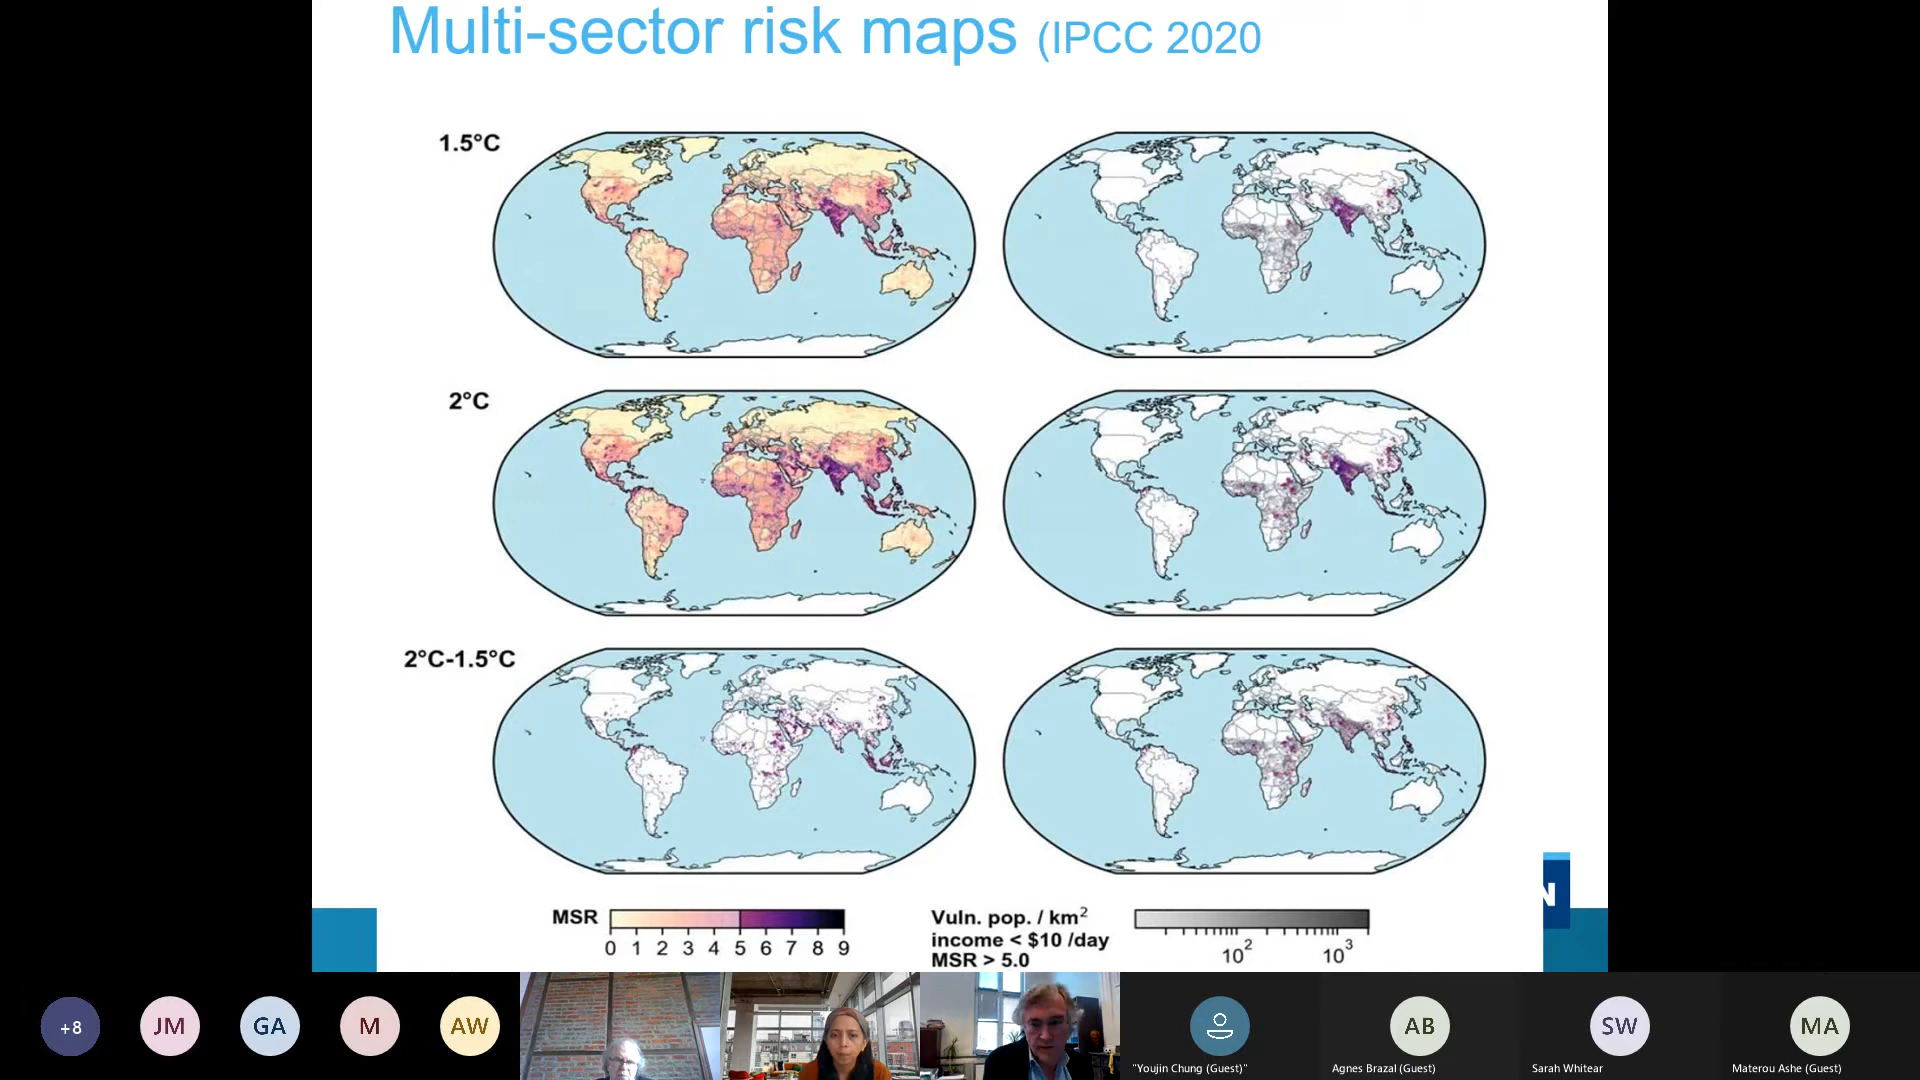 Multi-sector risk maps (IPCC 2020
1.5°C
2°C
2°C-1.5°C
MSR
0 1 2 3 4 5 6 7 8 9
Vuln. pop. / km²
income < $10 /day
MSR > 5.0
10² 10³
N
+8
JM
GA
M
AW
AB
SW
MA
"Youjin Chung (Guest)"
Agnes Brazal (Guest)
Sarah Whitear
Materou Ashe (Guest)